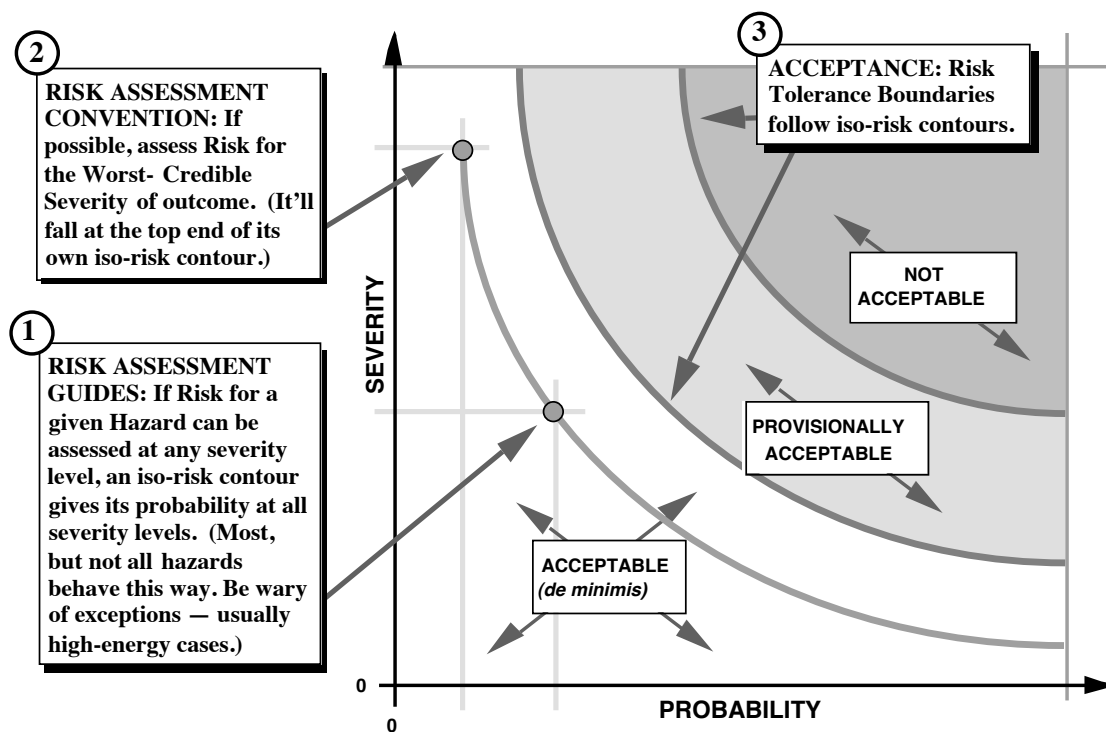 2
RISK ASSESSMENT
CONVENTION: If
possible, assess Risk for
the Worst- Credible
Severity of outcome. (It'll
fall at the top end of its
own iso-risk contour.)
1
RISK ASSESSMENT
GUIDES: If Risk for a
given Hazard can be
assessed at any severity
level, an iso-risk contour
gives its probability at all
severity levels. (Most,
but not all hazards
behave this way. Be wary
of exceptions — usually
high-energy cases.)
3
ACCEPTANCE: Risk
Tolerance Boundaries
follow iso-risk contours.
SEVERITY
NOT
ACCEPTABLE
PROVISIONALLY
ACCEPTABLE
ACCEPTABLE
(de minimis)
0
0
PROBABILITY